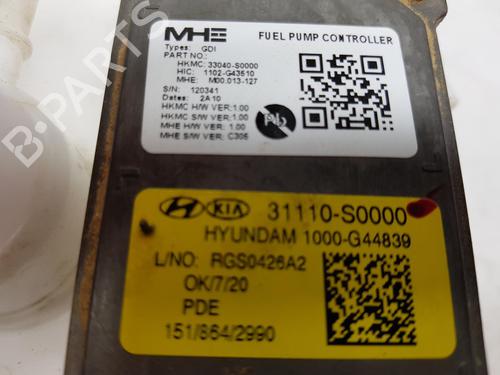 MHE FUEL PUMP CONTROLLER
Types: GDI
PART NO.:
HKMC: 33040-S0000
HIC: 1102-G43510
MHE: M00.013-127
S/N: 120341
Dates: 2A10
HKMC H/W VER:1.00
HKMC S/W VER:1.00
MHE H/W VER: 1.00
MHE S/W VER: C305
Pb
HYUNDAI KIA 31110-S0000
HYUNDAM 1000-G44839
L/NO: RGS0426A2
OK/7/20
PDE
151/864/2990
B-PARTS